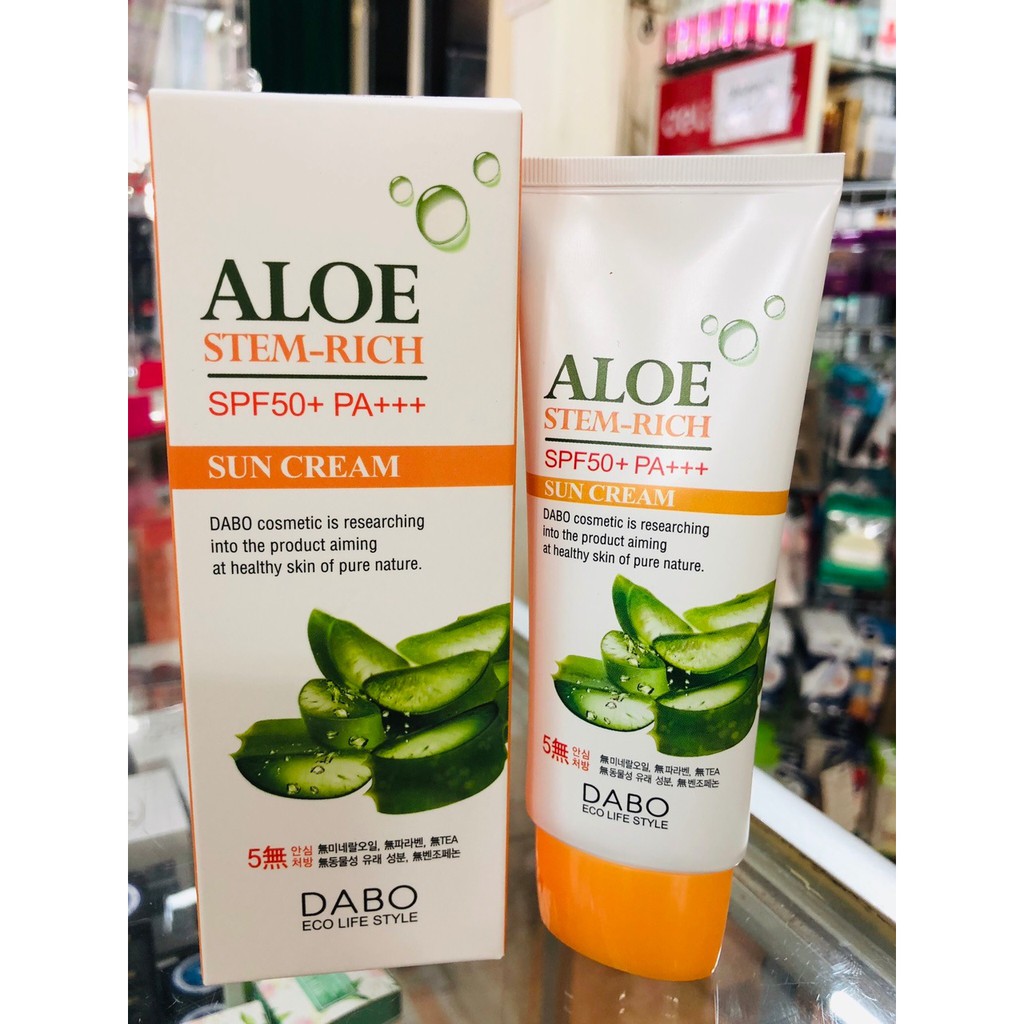 ALOE
STEM-RICH
SPF50+ PA+++
SUN CREAM
DABO cosmetic is researching
into the product aiming
at healthy skin of pure nature.
5無 안심
처방
無미네랄오일, 無파라벤, 無TEA
無동물성 유래 성분, 無벤조페논
DABO
ECO LIFE STYLE
ALOE
STEM-RICH
SPF50+ PA+++
SUN CREAM
DABO cosmetic is researching
into the product aiming
at healthy skin of pure nature.
5無 안심
처방
無미네랄오일, 無파라벤, 無TEA
無동물성 유래 성분, 無벤조페논
DABO
ECO LIFE STYLE